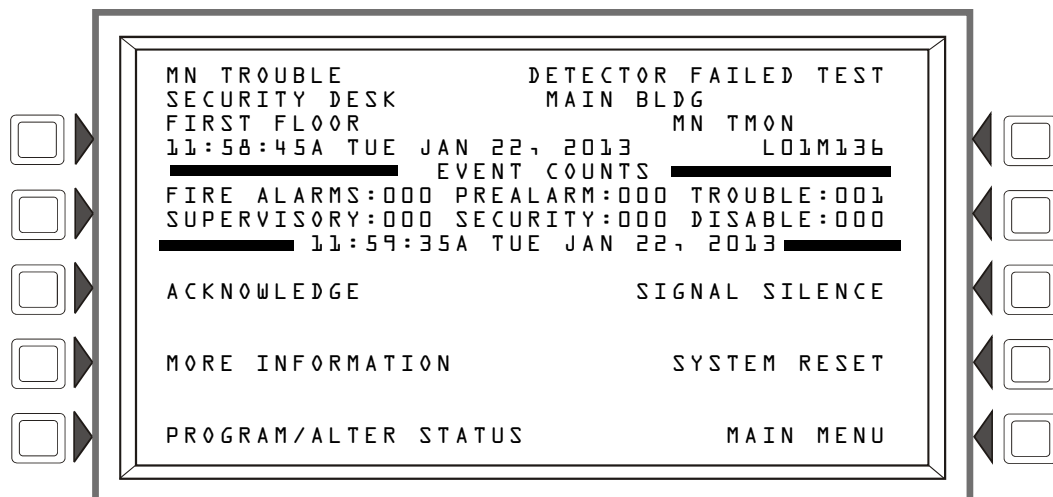 MN TROUBLE DETECTOR FAILED TEST
SECURITY DESK MAIN BLDG
FIRST FLOOR MN TMON
11:58:45A TUE JAN 22, 2013 L01M136
EVENT COUNTS
FIRE ALARMS:000 PREALARM:000 TROUBLE:001
SUPERVISORY:000 SECURITY:000 DISABLE:000
11:59:35A TUE JAN 22, 2013
ACKNOWLEDGE SIGNAL SILENCE
MORE INFORMATION SYSTEM RESET
PROGRAM/ALTER STATUS MAIN MENU